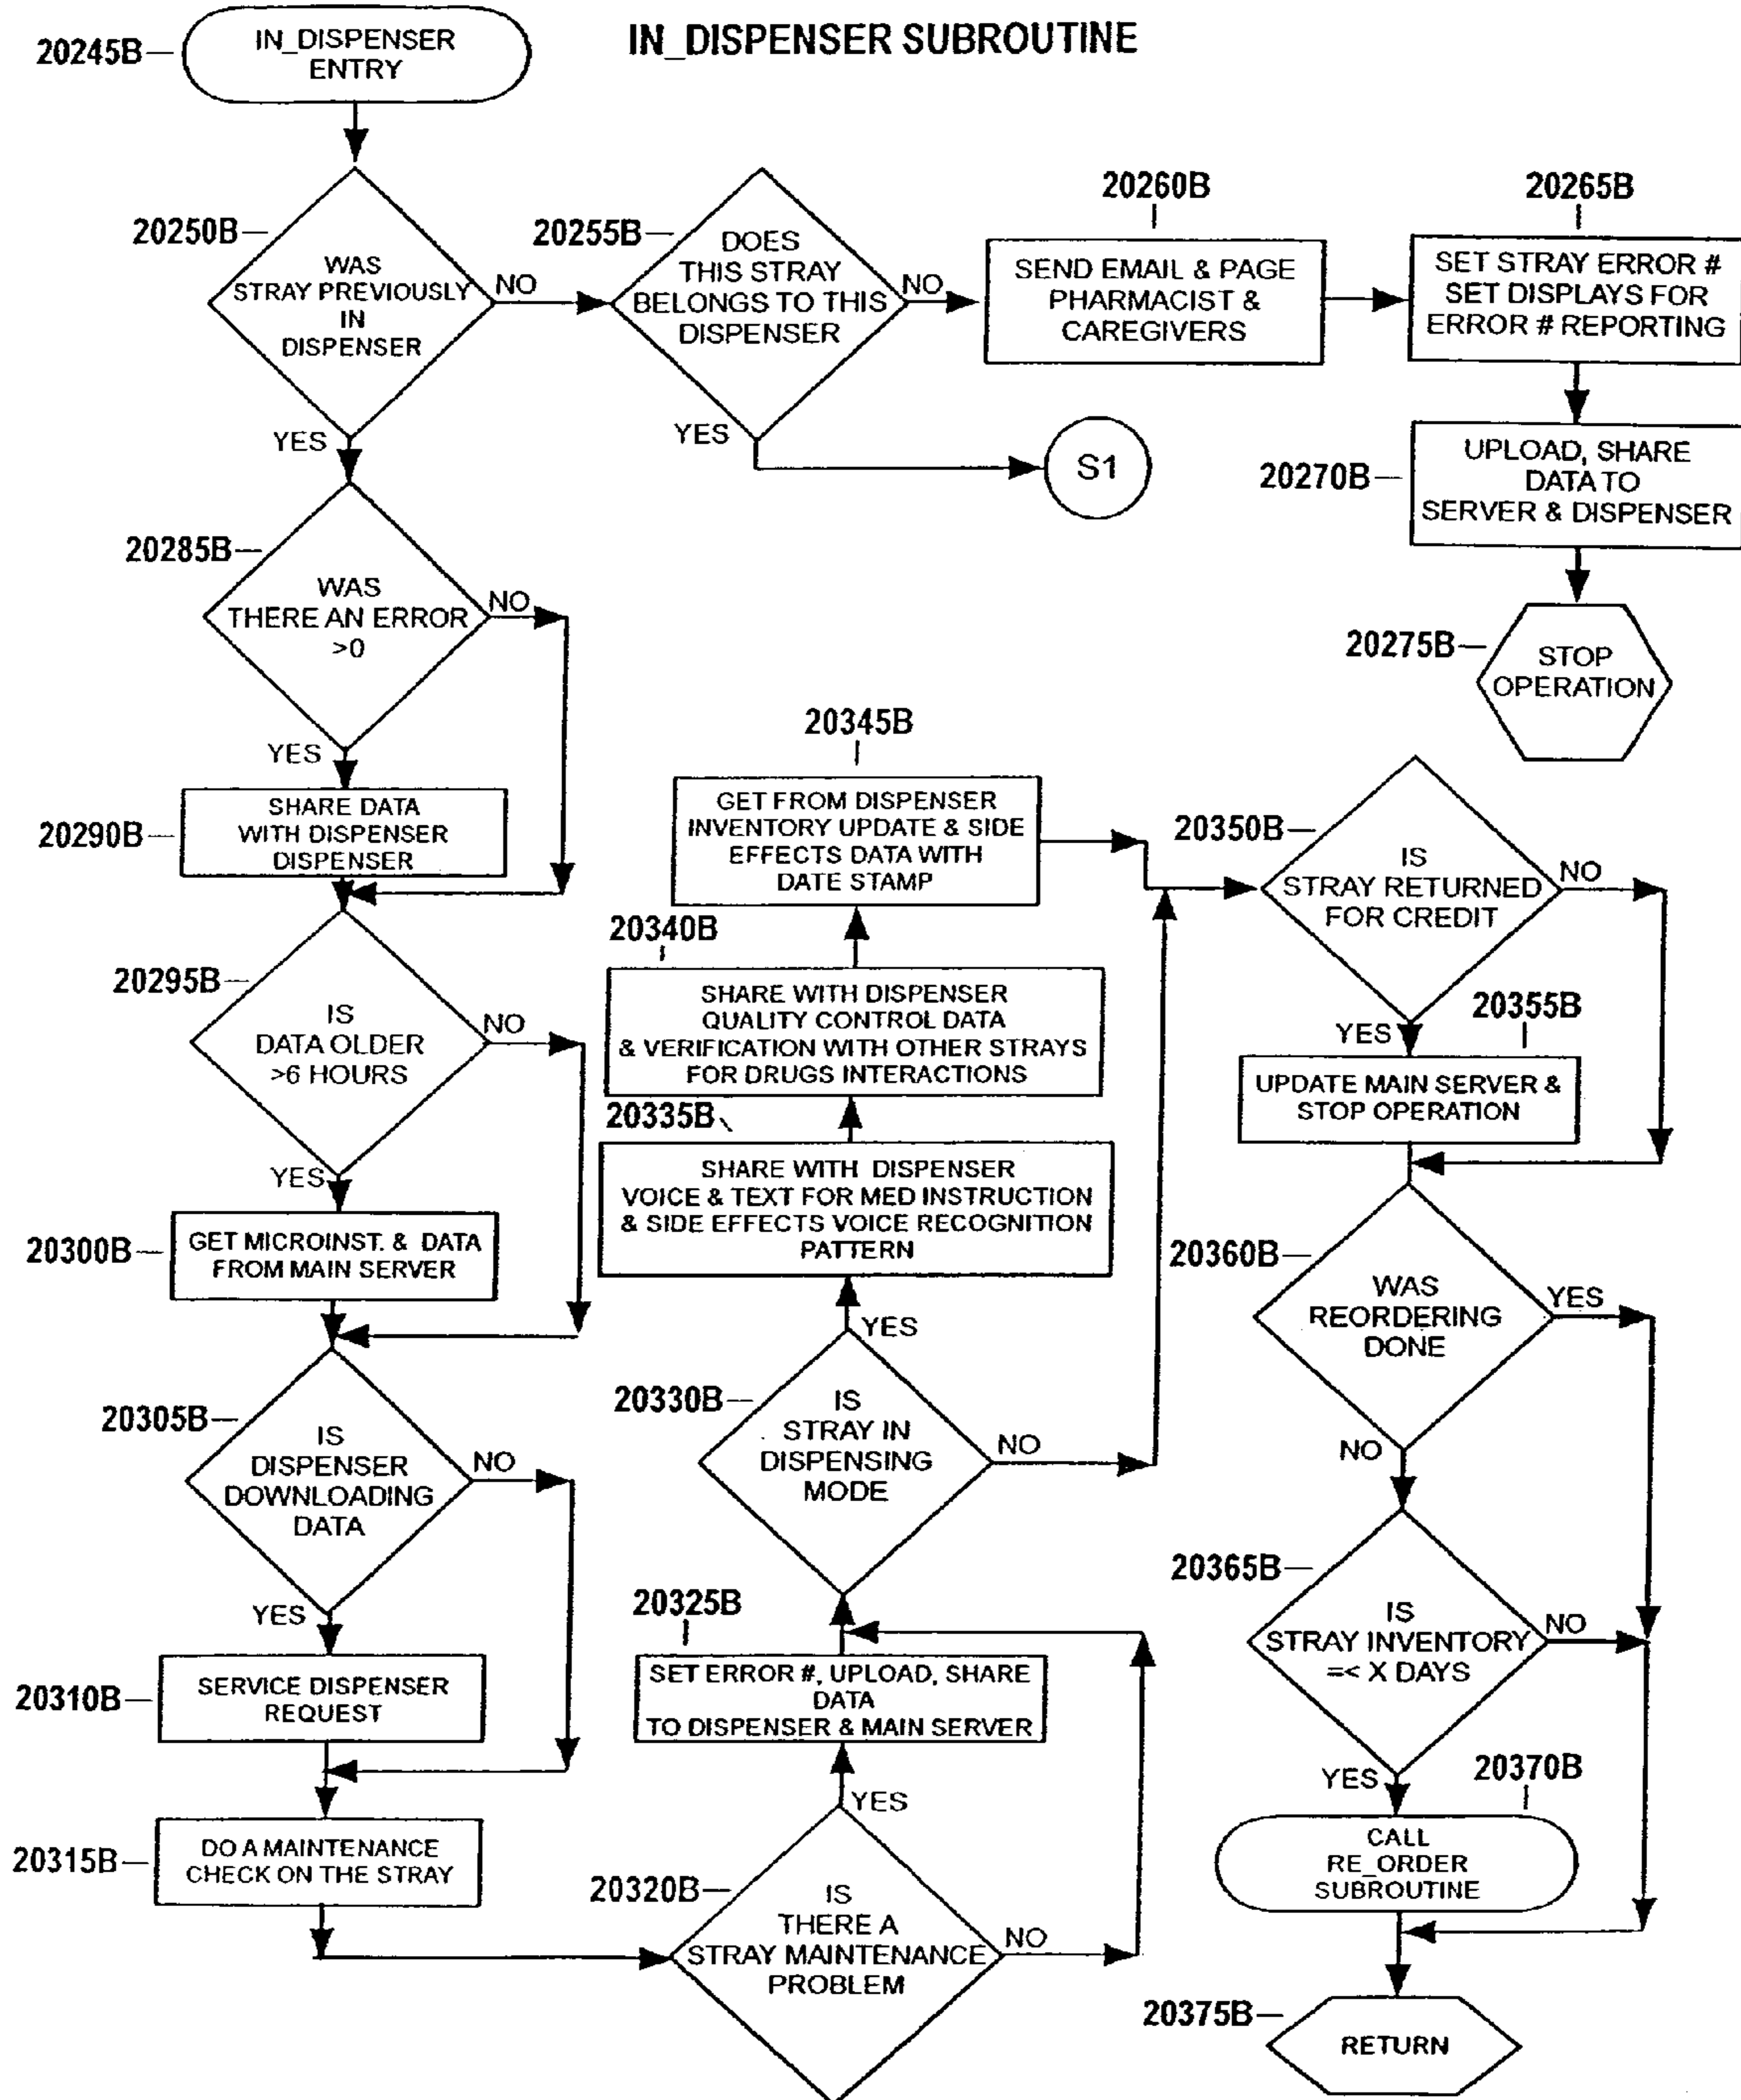 IN_DISPENSER SUBROUTINE
20245B
IN_DISPENSER
ENTRY
20250B
WAS
STRAY PREVIOUSLY
IN
DISPENSER
NO
YES
20255B
DOES
THIS STRAY
BELONGS TO THIS
DISPENSER
NO
YES
S1
20260B
SEND EMAIL & PAGE
PHARMACIST &
CAREGIVERS
20265B
SET STRAY ERROR #
SET DISPLAYS FOR
ERROR # REPORTING
20270B
UPLOAD, SHARE
DATA TO
SERVER & DISPENSER
20275B
STOP
OPERATION
20285B
WAS
THERE AN ERROR
>0
NO
YES
20290B
SHARE DATA
WITH DISPENSER
DISPENSER
20295B
IS
DATA OLDER
>6 HOURS
NO
YES
20300B
GET MICROINST. & DATA
FROM MAIN SERVER
20305B
IS
DISPENSER
DOWNLOADING
DATA
NO
YES
20310B
SERVICE DISPENSER
REQUEST
20315B
DO A MAINTENANCE
CHECK ON THE STRAY
20320B
IS
THERE A
STRAY MAINTENANCE
PROBLEM
NO
YES
20325B
SET ERROR #, UPLOAD, SHARE
DATA
TO DISPENSER & MAIN SERVER
20330B
IS
STRAY IN
DISPENSING
MODE
NO
YES
20335B
SHARE WITH DISPENSER
VOICE & TEXT FOR MED INSTRUCTION
& SIDE EFFECTS VOICE RECOGNITION
PATTERN
20340B
SHARE WITH DISPENSER
QUALITY CONTROL DATA
& VERIFICATION WITH OTHER STRAYS
FOR DRUGS INTERACTIONS
20345B
GET FROM DISPENSER
INVENTORY UPDATE & SIDE
EFFECTS DATA WITH
DATE STAMP
20350B
IS
STRAY RETURNED
FOR CREDIT
NO
YES
20355B
UPDATE MAIN SERVER &
STOP OPERATION
20360B
WAS
REORDERING
DONE
YES
NO
20365B
IS
STRAY INVENTORY
=< X DAYS
NO
YES
20370B
CALL
RE_ORDER
SUBROUTINE
20375B
RETURN